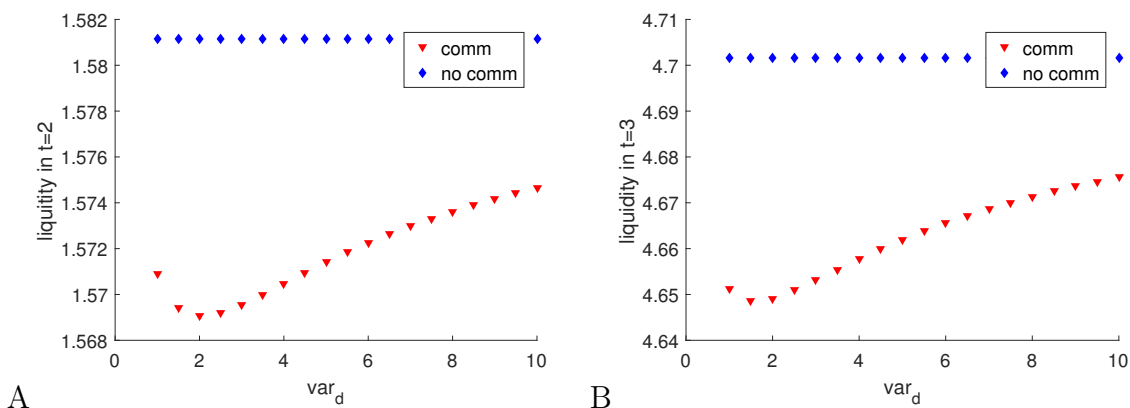 1.582
1.58
1.578
1.576
1.574
1.572
1.57
1.568
liquitity in t=2
0
2
4
6
8
10
var_d
comm
no comm
A
4.71
4.7
4.69
4.68
4.67
4.66
4.65
4.64
liquidity in t=3
0
2
4
6
8
10
var_d
comm
no comm
B